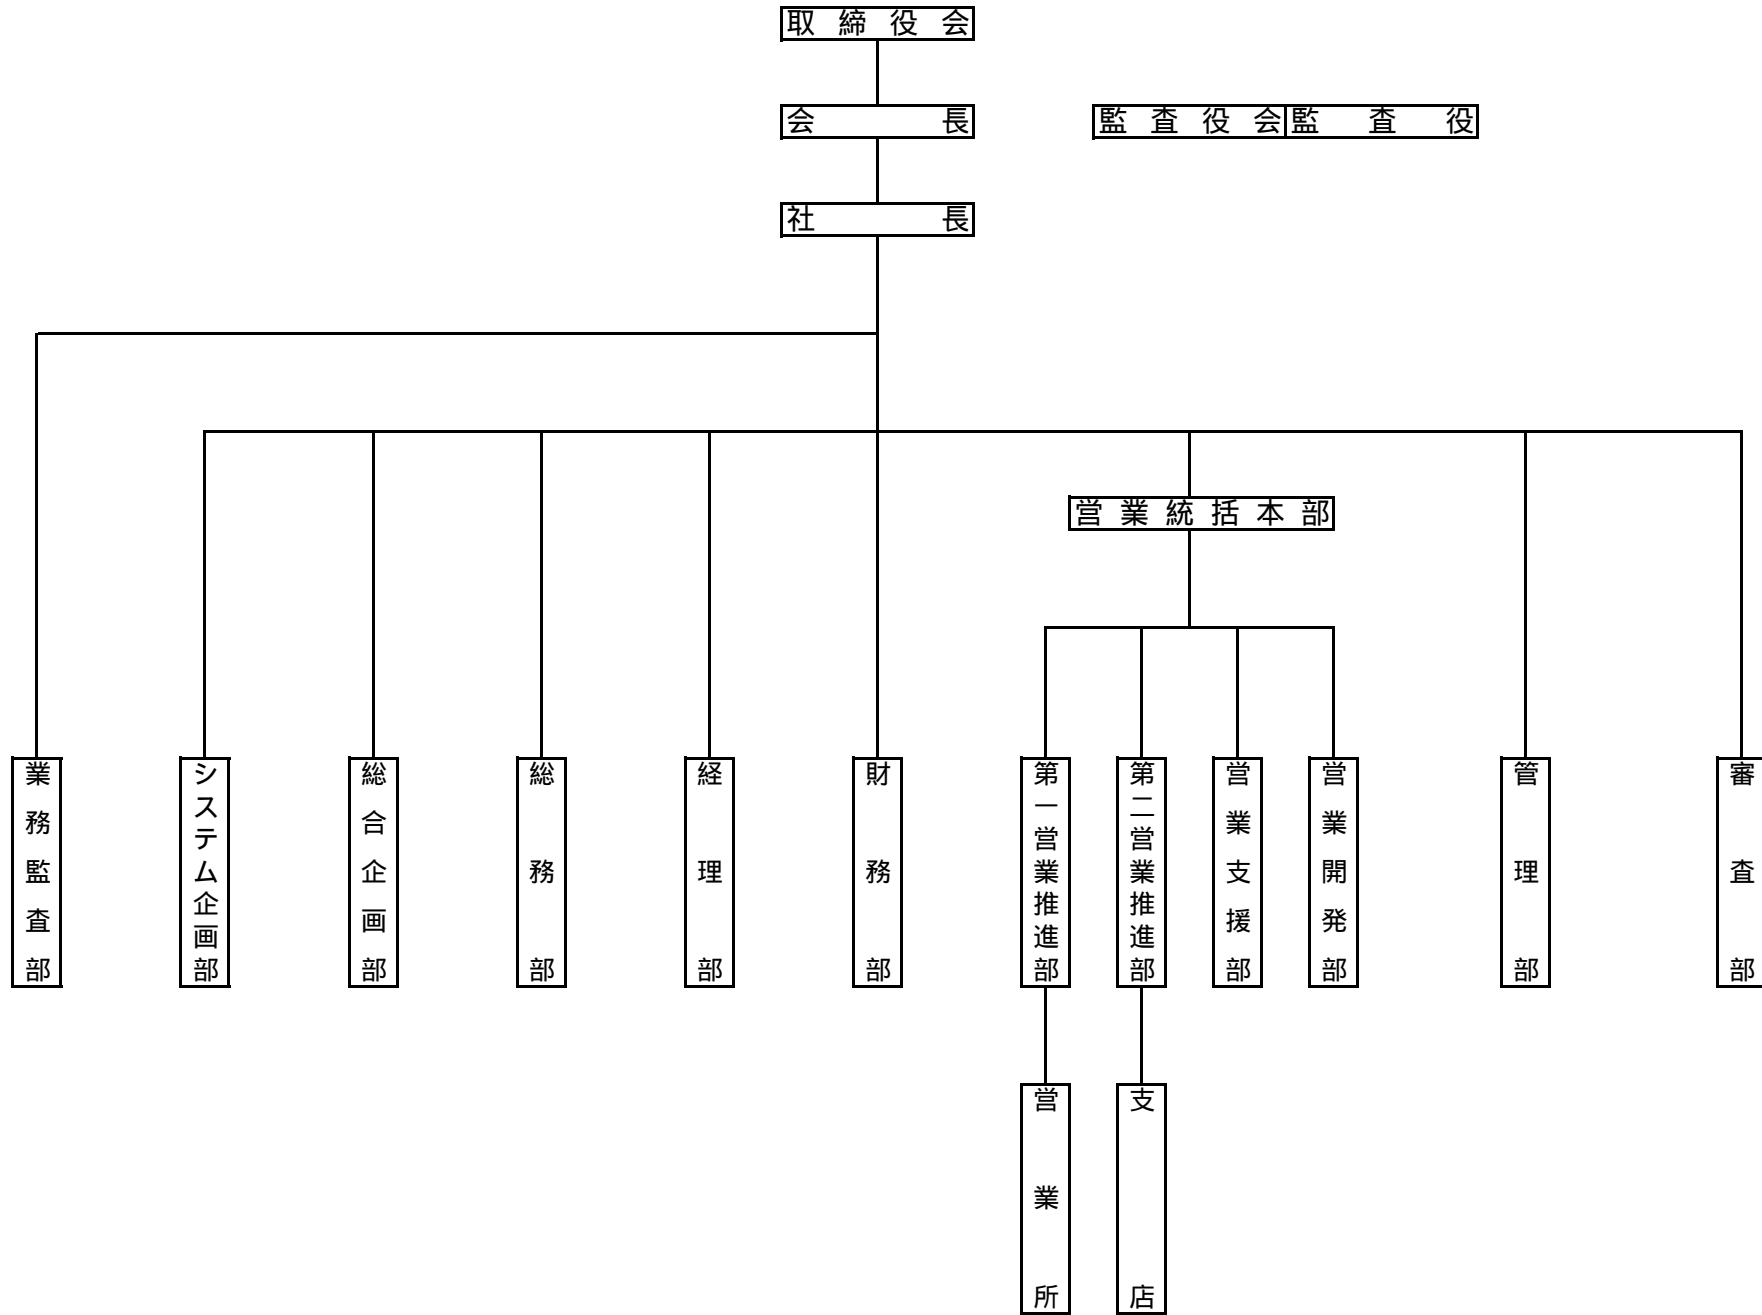 取締役会
会長
監査役会
監査役
社長
営業統括本部
業務監査部
システム企画部
総合企画部
総務部
経理部
財務部
第一営業推進部
第二営業推進部
営業支援部
営業開発部
管理部
審査部
営業所
支店